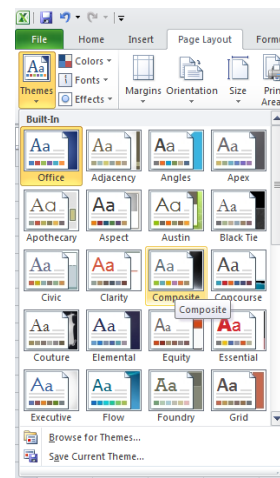 File Home Insert Page Layout Formu
Themes
Colors
Fonts
Effects
Margins Orientation Size Print
Area
Built-In
Aa Aa Aa Aa
Office Adjacency Angles Apex
Aa Aa Aa Aa
Apothecary Aspect Austin Black Tie
Aa Aa Aa Aa
Civic Clarity Composite Concourse
Composite
Aa Aa Aa Aa
Couture Elemental Equity Essential
Aa Aa Aa Aa
Executive Flow Foundry Grid
Browse for Themes...
Save Current Theme...